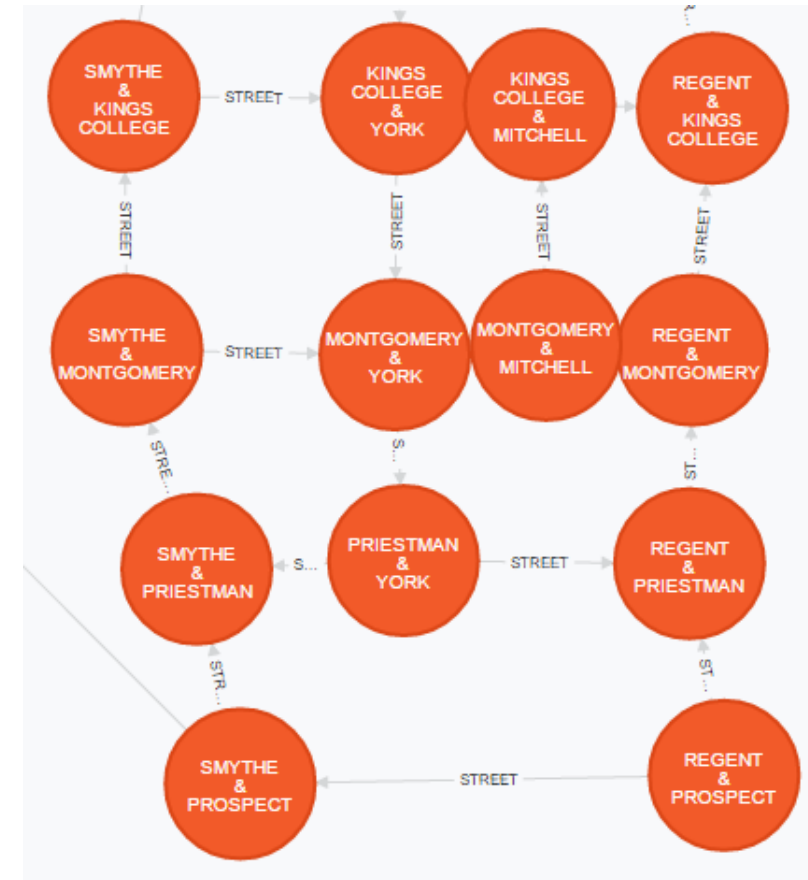 SMYTHE
&
KINGS
COLLEGE
STREET
KINGS
COLLEGE
&
YORK
KINGS
COLLEGE
&
MITCHELL
REGENT
&
KINGS
COLLEGE
STREET
STREET
STREET
STREET
SMYTHE
&
MONTGOMERY
STREET
MONTGOMERY
&
YORK
MONTGOMERY
&
MITCHELL
REGENT
&
MONTGOMERY
STRE...
S...
ST...
SMYTHE
&
PRIESTMAN
S...
PRIESTMAN
&
YORK
STREET
REGENT
&
PRIESTMAN
STR...
ST...
SMYTHE
&
PROSPECT
STREET
REGENT
&
PROSPECT